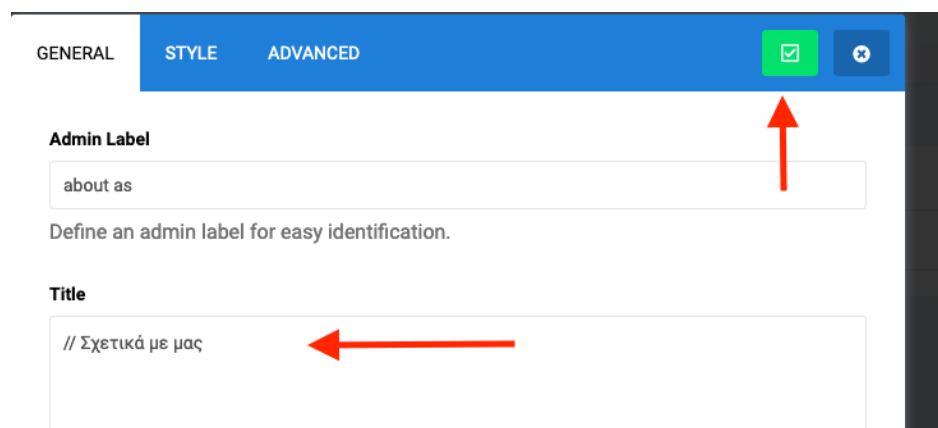 GENERAL STYLE ADVANCED
Admin Label
about as
Define an admin label for easy identification.
Title
// Σχετικά με μας